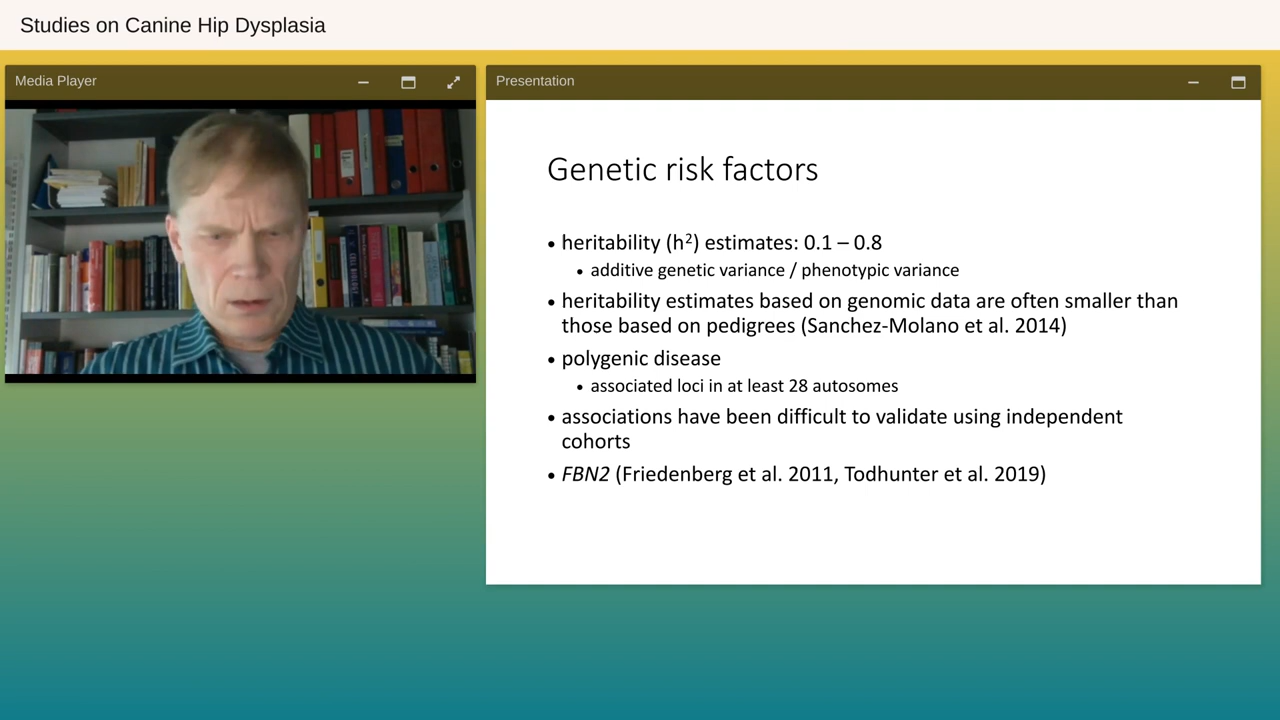 Studies on Canine Hip Dysplasia
Media Player
Presentation
Genetic risk factors
• heritability (h²) estimates: 0.1 – 0.8
• additive genetic variance / phenotypic variance
• heritability estimates based on genomic data are often smaller than
those based on pedigrees (Sanchez-Molano et al. 2014)
• polygenic disease
• associated loci in at least 28 autosomes
• associations have been difficult to validate using independent
cohorts
• FBN2 (Friedenberg et al. 2011, Todhunter et al. 2019)